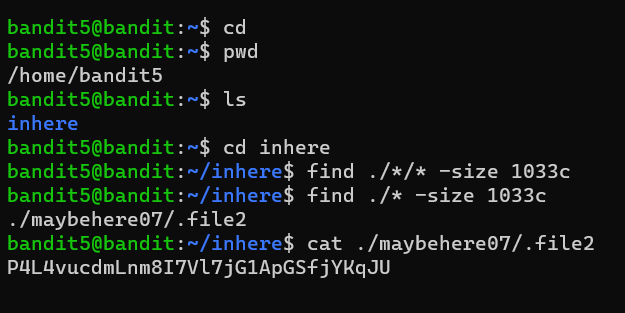 bandit5@bandit:~$ cd
bandit5@bandit:~$ pwd
/home/bandit5
bandit5@bandit:~$ ls
inhere
bandit5@bandit:~$ cd inhere
bandit5@bandit:~/inhere$ find ./*/* -size 1033c
bandit5@bandit:~/inhere$ find ./* -size 1033c
./maybehere07/.file2
bandit5@bandit:~/inhere$ cat ./maybehere07/.file2
P4L4vucdmLnm8I7Vl7jG1ApGSfjYKqJU